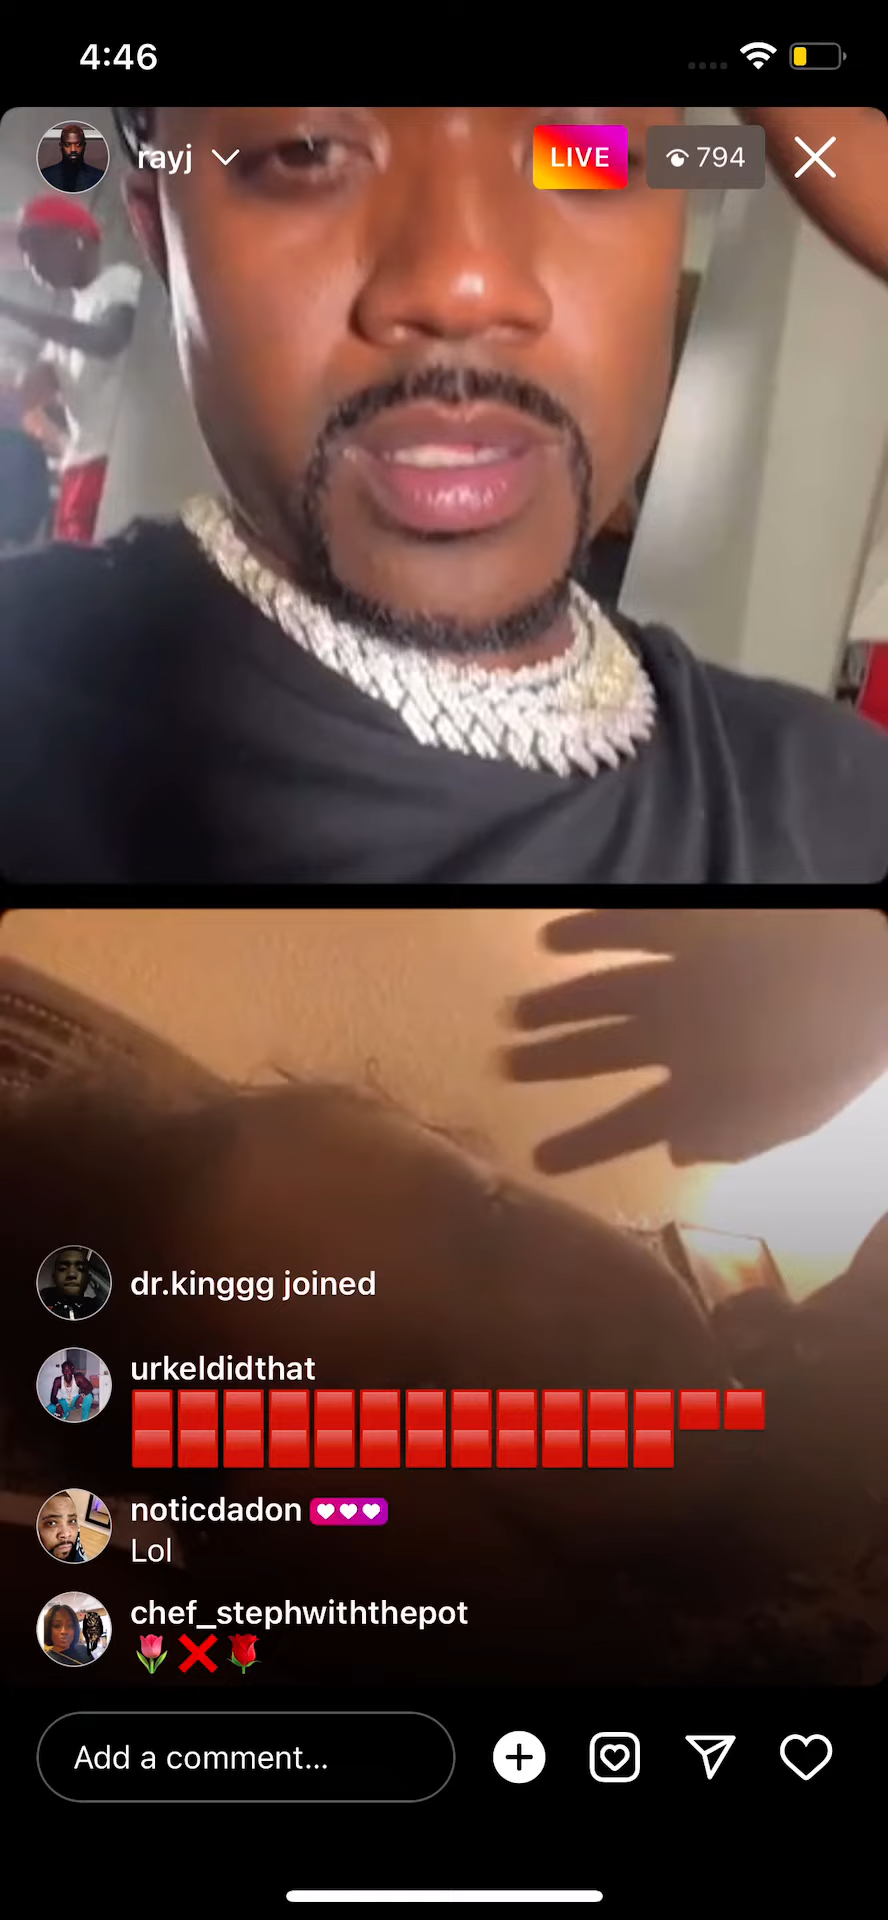 4:46
rayj
LIVE
794
dr.kinggg joined
urkeldidthat
noticdadon
Lol
chef_stephwiththepot
Add a comment...